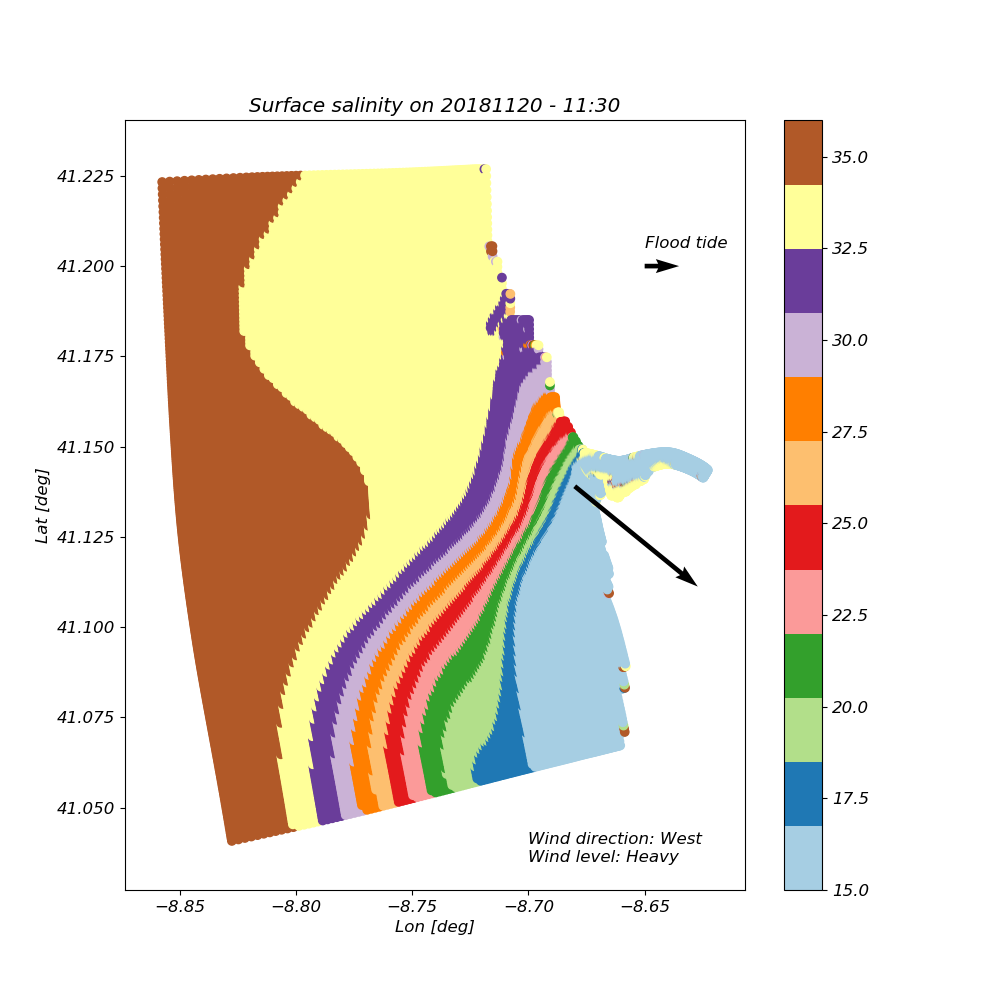 Surface salinity on 20181120 - 11:30
41.225
41.200
41.175
41.150
41.125
41.100
41.075
41.050
Lat [deg]
Flood tide
Wind direction: West
Wind level: Heavy
−8.85 −8.80 −8.75 −8.70 −8.65
Lon [deg]
35.0
32.5
30.0
27.5
25.0
22.5
20.0
17.5
15.0